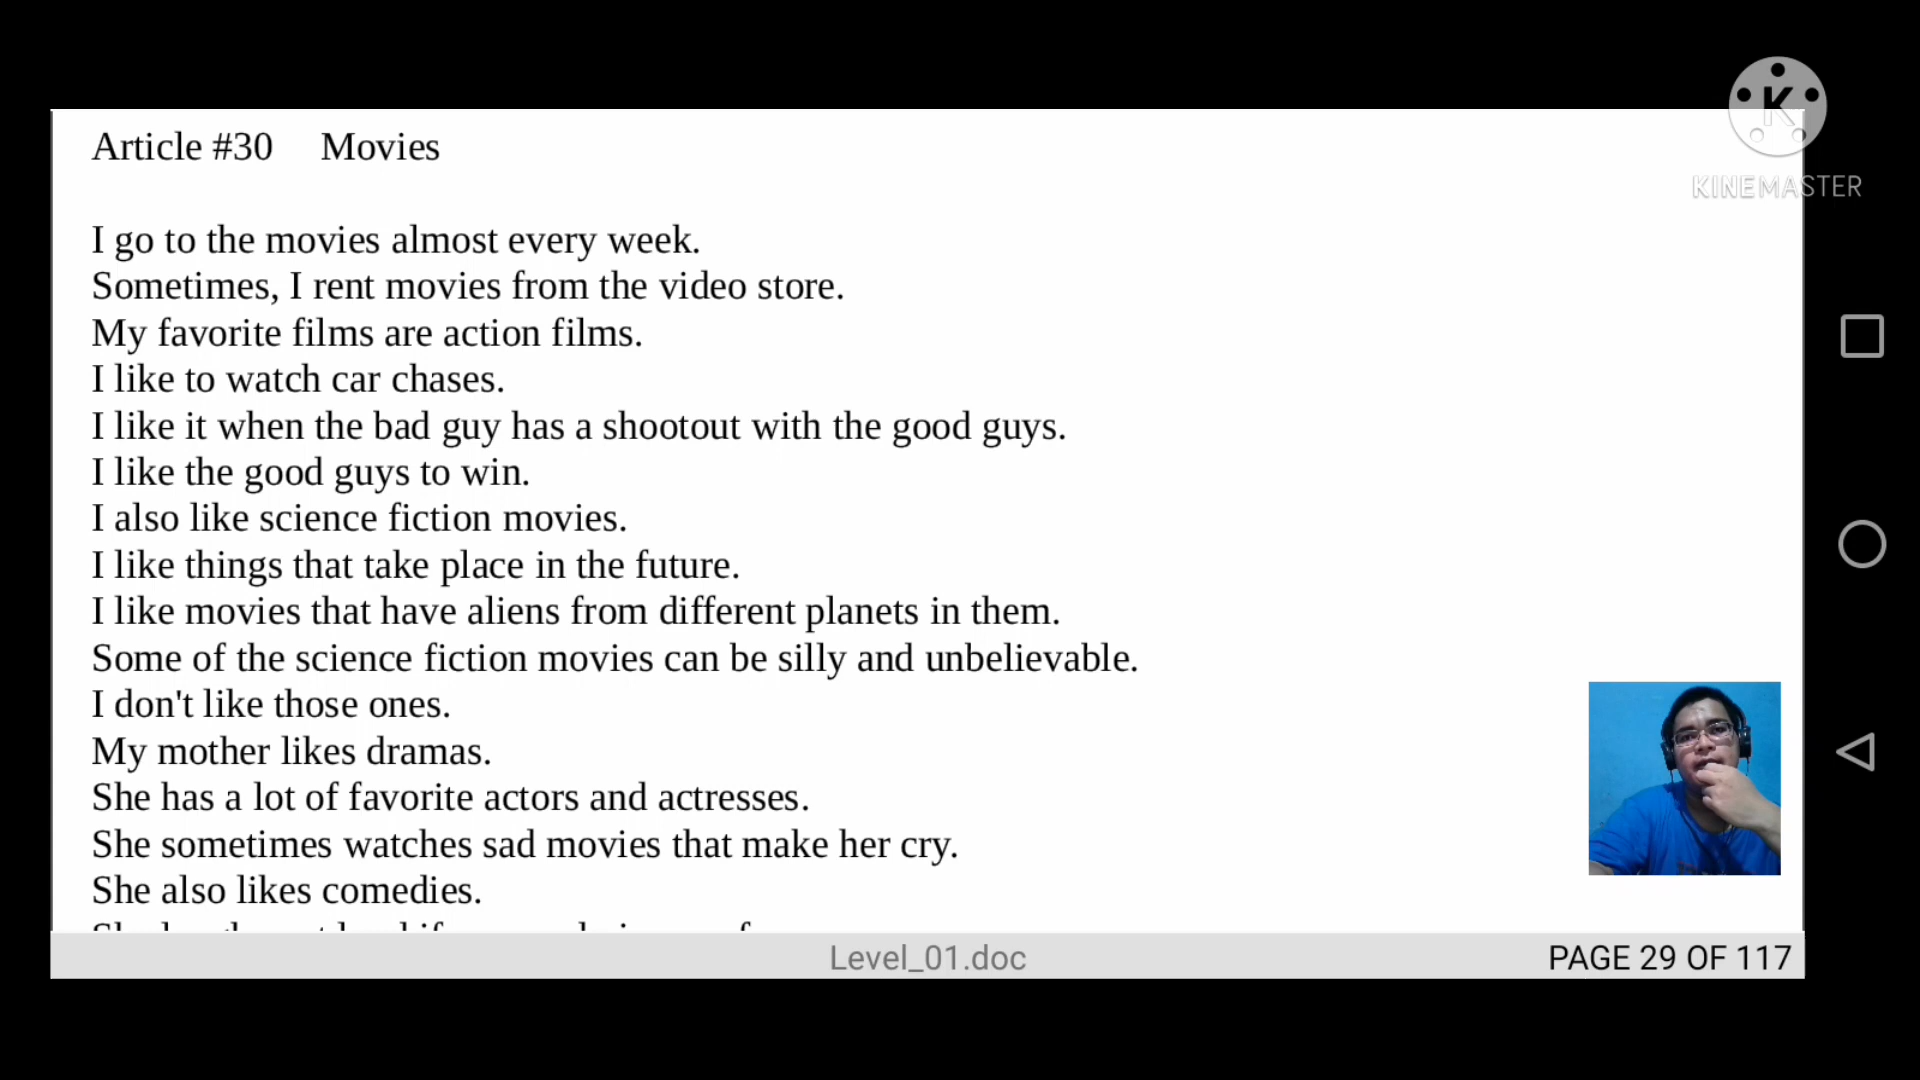 Article #30 Movies
K
KINEMASTER
I go to the movies almost every week.
Sometimes, I rent movies from the video store.
My favorite films are action films.
I like to watch car chases.
I like it when the bad guy has a shootout with the good guys.
I like the good guys to win.
I also like science fiction movies.
I like things that take place in the future.
I like movies that have aliens from different planets in them.
Some of the science fiction movies can be silly and unbelievable.
I don't like those ones.
My mother likes dramas.
She has a lot of favorite actors and actresses.
She sometimes watches sad movies that make her cry.
She also likes comedies.
Level_01.doc
PAGE 29 OF 117